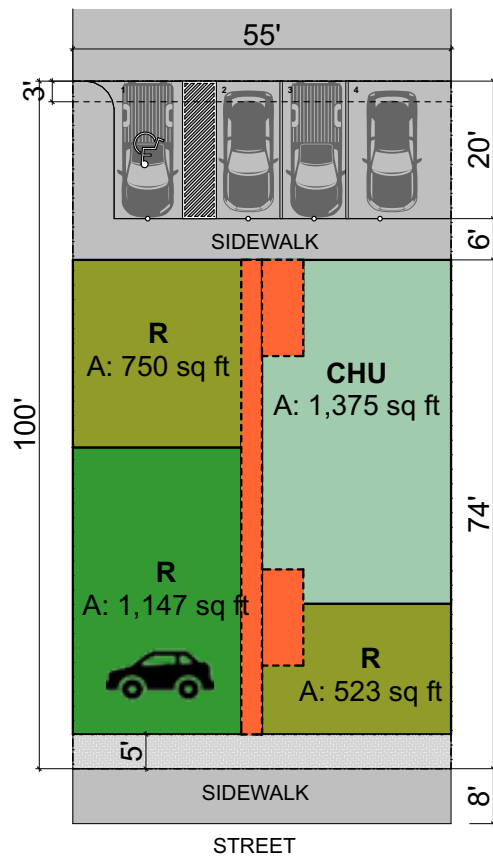 55'
3'
1
2
3
4
20'
SIDEWALK
6'
R
A: 750 sq ft
CHU
A: 1,375 sq ft
100'
74'
R
A: 1,147 sq ft
R
A: 523 sq ft
5'
SIDEWALK
8'
STREET